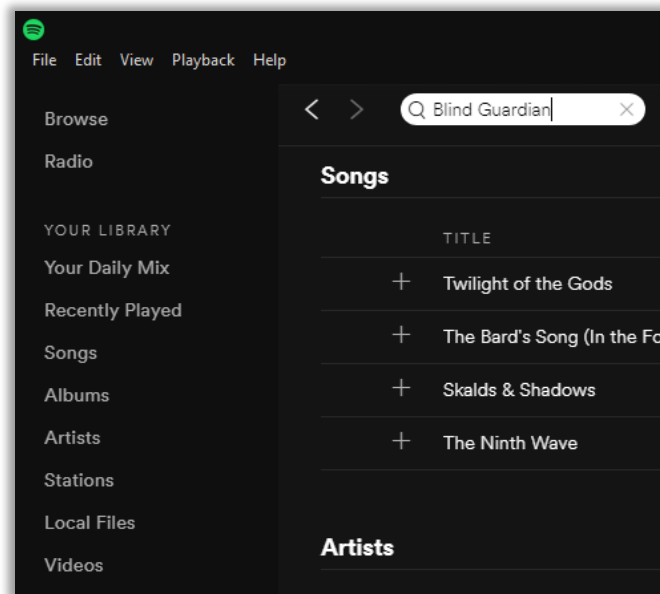 File Edit View Playback Help
Browse
Radio
YOUR LIBRARY
Your Daily Mix
Recently Played
Songs
Albums
Artists
Stations
Local Files
Videos
Blind Guardian
Songs
TITLE
Twilight of the Gods
The Bard's Song (In the Fo
Skalds & Shadows
The Ninth Wave
Artists